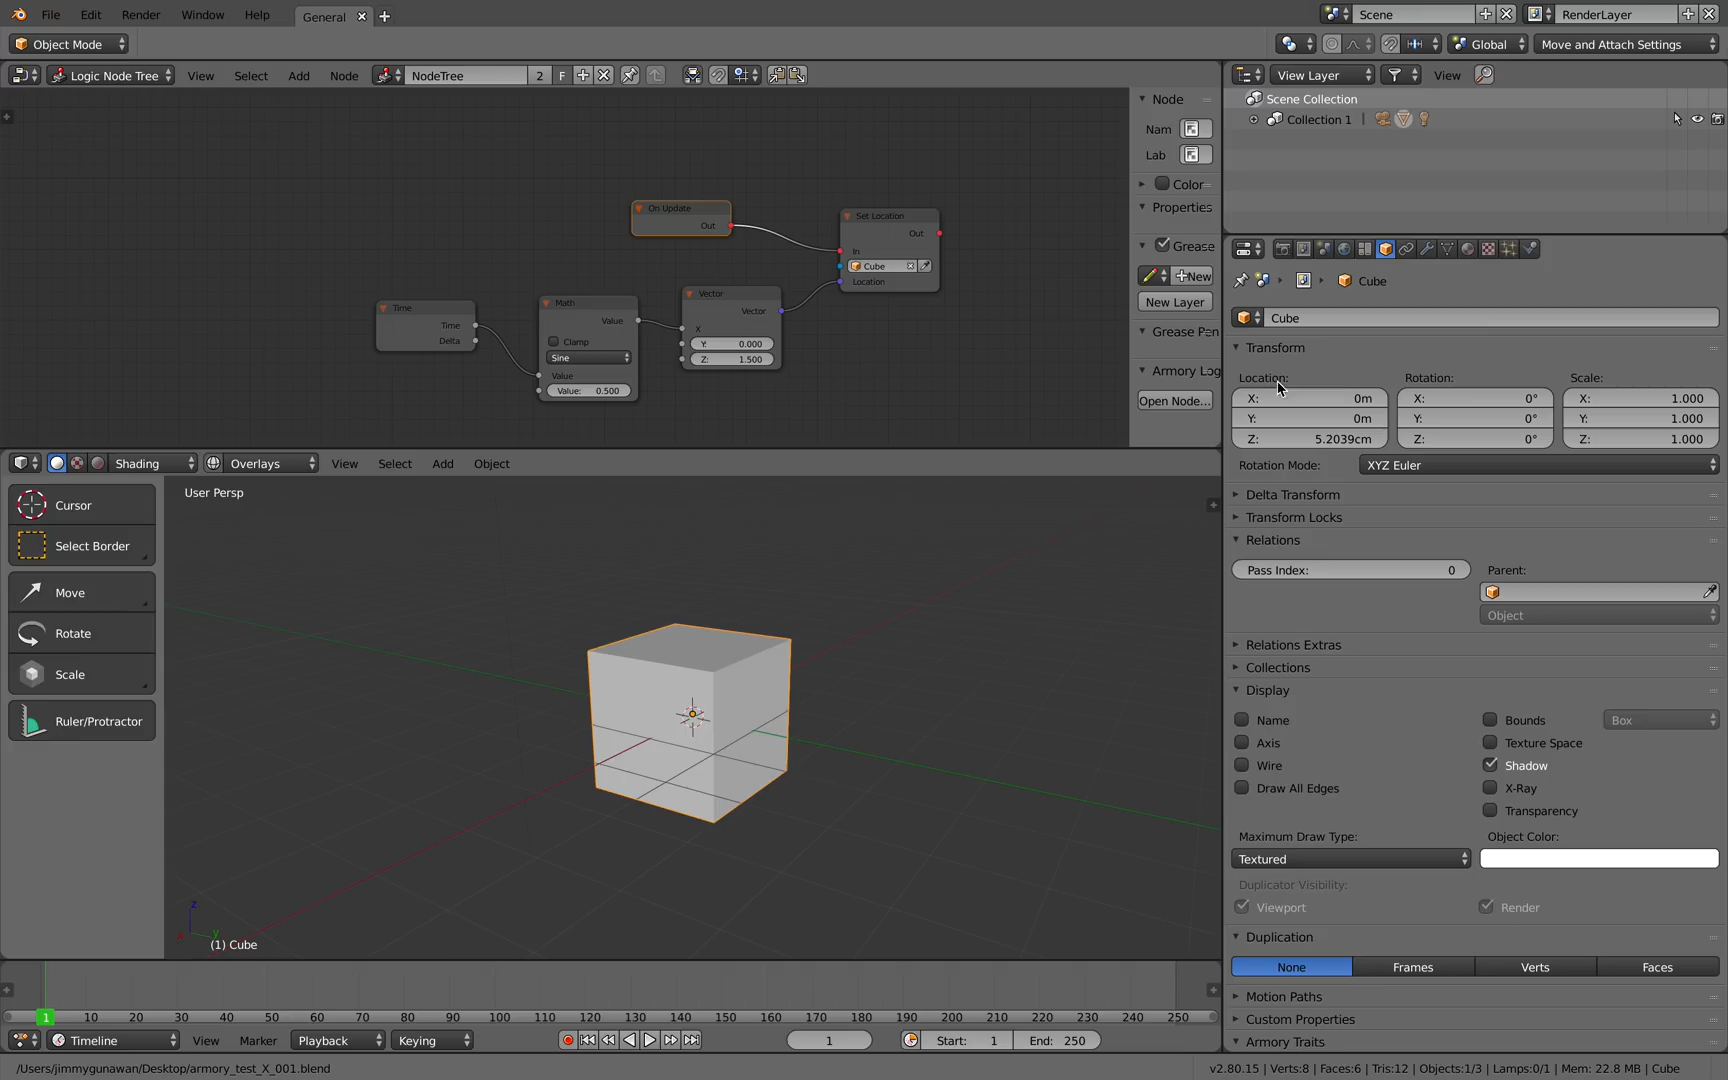 File Edit Render Window Help General Scene RenderLayer
Object Mode Global Move and Attach Settings
Logic Node Tree View Select Add Node NodeTree 2 F
View Layer View
Scene Collection
Collection 1
Node
Nam
Lab
Color
Properties
Grease
New
New Layer
Grease Pen
Armory Log
Open Node...
On Update
Out
Set Location
Out
In
Cube
Location
Time
Time
Delta
Math
Value
Clamp
Sine
Value
Value: 0.500
Vector
Vector
X
Y: 0.000
Z: 1.500
Cube
Cube
Transform
Location: Rotation: Scale:
X: 0m X: 0° X: 1.000
Y: 0m Y: 0° Y: 1.000
Z: 5.2039cm Z: 0° Z: 1.000
Rotation Mode: XYZ Euler
Delta Transform
Transform Locks
Relations
Pass Index: 0 Parent:
Object
Relations Extras
Collections
Display
Name Bounds Box
Axis Texture Space
Wire Shadow
Draw All Edges X-Ray
Transparency
Maximum Draw Type: Object Color:
Textured
Duplicator Visibility:
Viewport Render
Duplication
None Frames Verts Faces
Motion Paths
Custom Properties
Armory Traits
Shading Overlays View Select Add Object
Cursor
Select Border
Move
Rotate
Scale
Ruler/Protractor
User Persp
z
x y
(1) Cube
1 10 20 30 40 50 60 70 80 90 100 110 120 130 140 150 160 170 180 190 200 210 220 230 240 250
Timeline View Marker Playback Keying 1 Start: 1 End: 250
/Users/jimmygunawan/Desktop/armory_test_X_001.blend
v2.80.15 | Verts:8 | Faces:6 | Tris:12 | Objects:1/3 | Lamps:0/1 | Mem: 22.8 MB | Cube